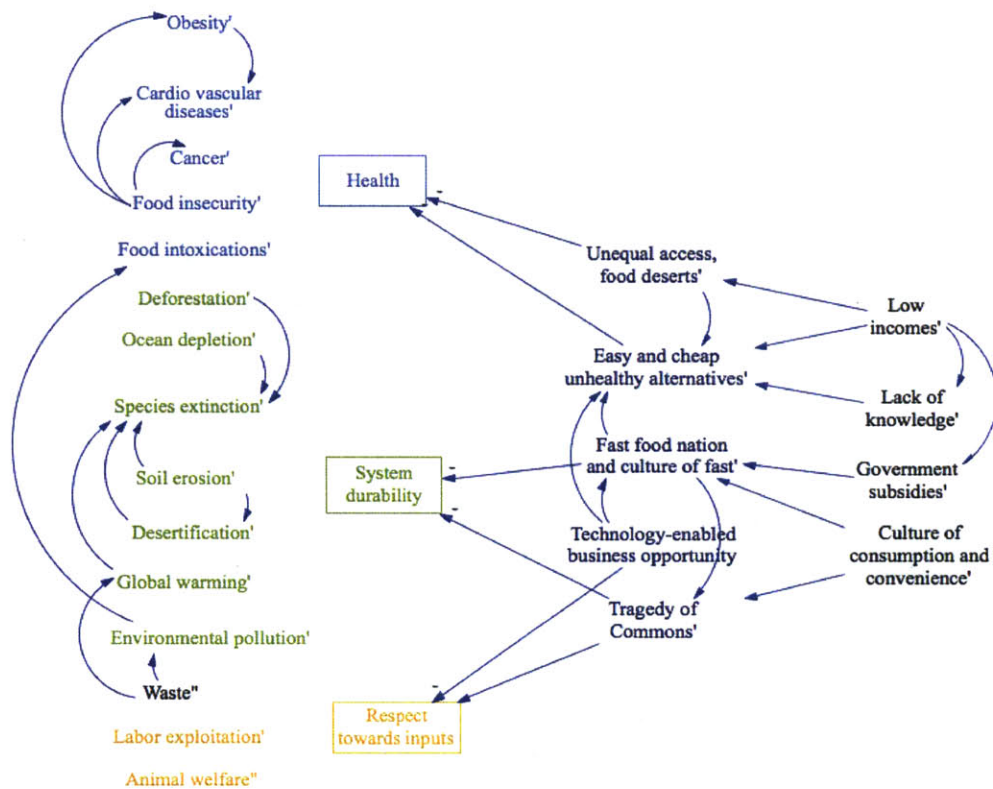 Obesity'
Cardio vascular
diseases'
Cancer'
Food insecurity'
Food intoxications'
Deforestation'
Ocean depletion'
Species extinction'
Soil erosion'
Desertification'
Global warming'
Environmental pollution'
Waste"
Labor exploitation'
Animal welfare"
Health
-
-
System
durability
-
-
Respect
towards inputs
-
Unequal access,
food deserts'
Easy and cheap
unhealthy alternatives'
Fast food nation
and culture of fast'
Technology-enabled
business opportunity
Tragedy of
Commons'
Low
incomes'
Lack of
knowledge'
Government
subsidies'
Culture of
consumption and
convenience'